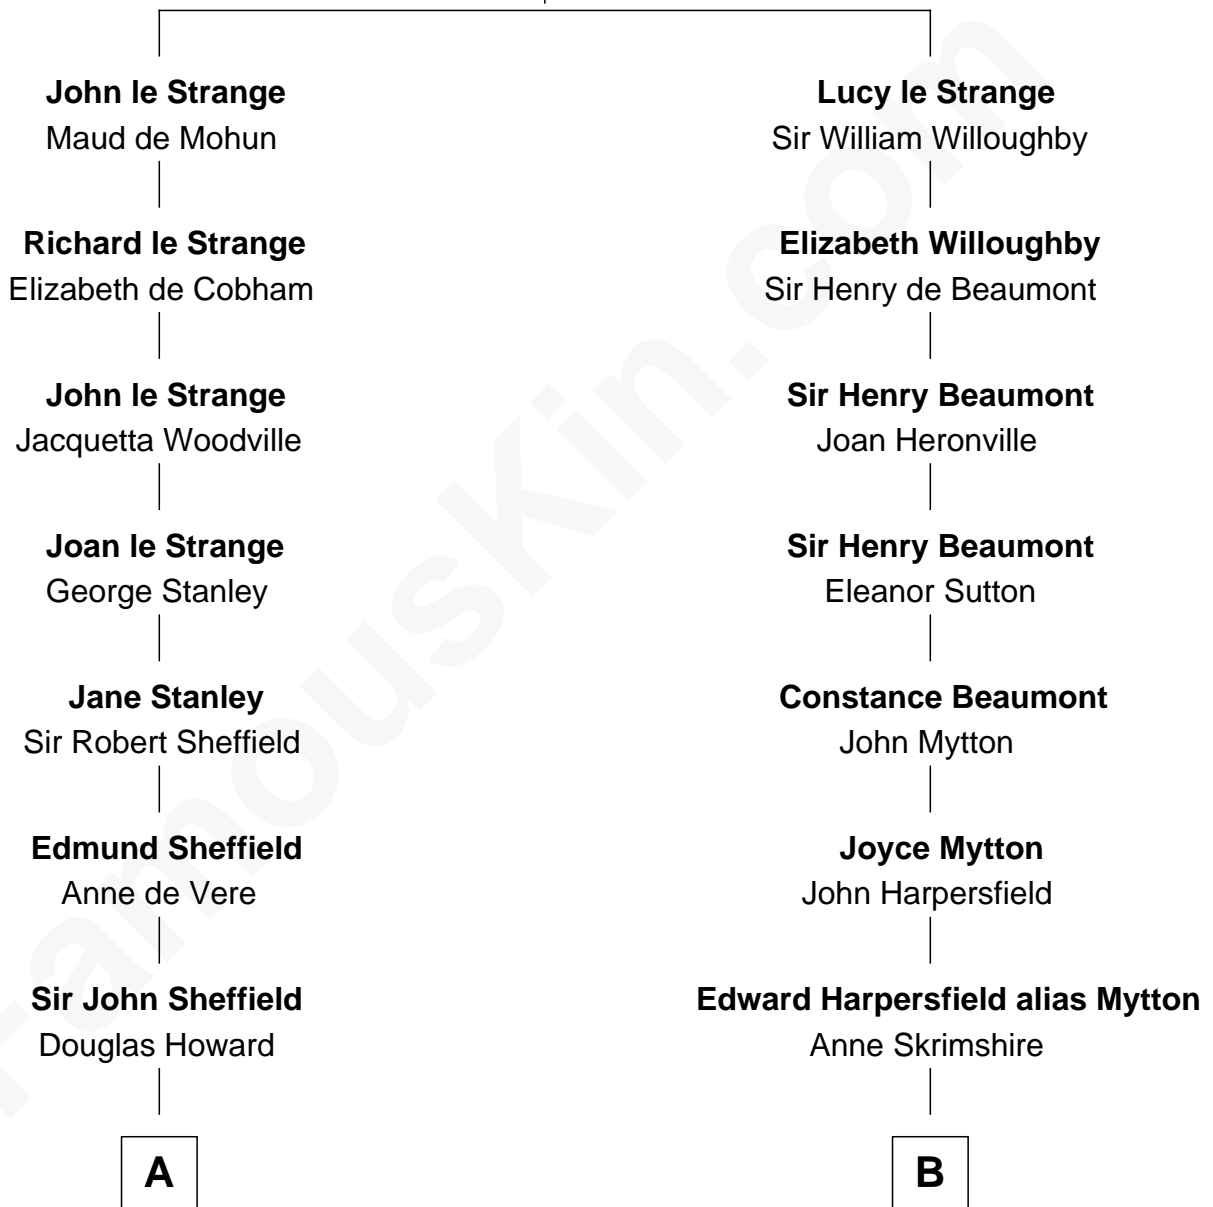 John le Strange
Maud de Mohun
Richard le Strange
Elizabeth de Cobham
John le Strange
Jacquetta Woodville
Joan le Strange
George Stanley
Jane Stanley
Sir Robert Sheffield
Edmund Sheffield
Anne de Vere
Sir John Sheffield
Douglas Howard
A
Lucy le Strange
Sir William Willoughby
Elizabeth Willoughby
Sir Henry de Beaumont
Sir Henry Beaumont
Joan Heronville
Sir Henry Beaumont
Eleanor Sutton
Constance Beaumont
John Mytton
Joyce Mytton
John Harpersfield
Edward Harpersfield alias Mytton
Anne Skrimshire
B
FamousKin.com